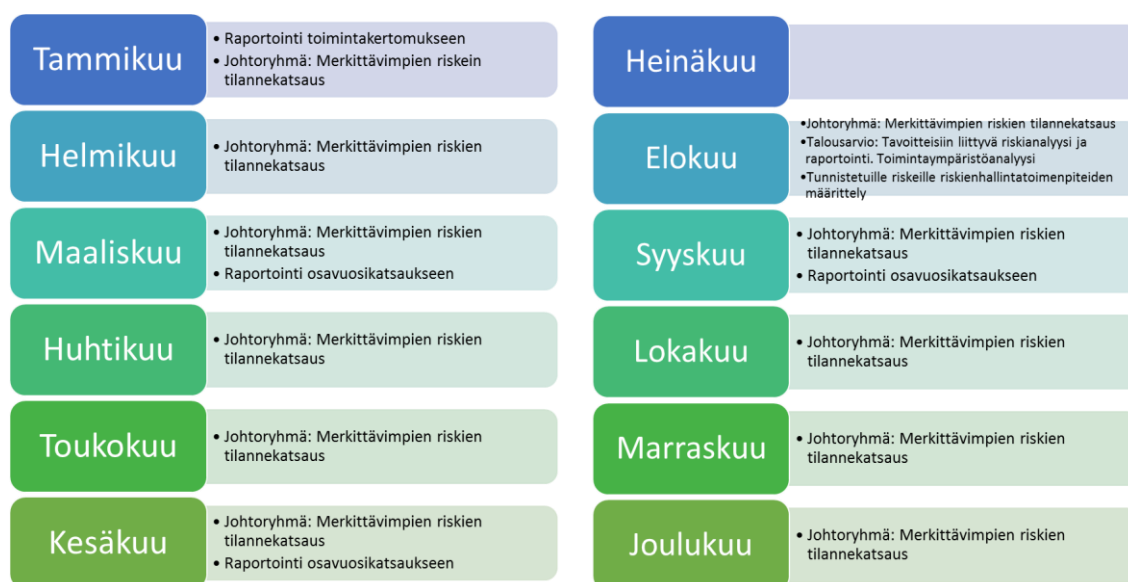 Tammikuu
• Raportointi toimintakertomukseen
• Johtoryhmä: Merkittävimpien riskein
tilannekatsaus
Helmikuu
• Johtoryhmä: Merkittävimpien riskien
tilannekatsaus
Maaliskuu
• Johtoryhmä: Merkittävimpien riskien
tilannekatsaus
• Raportointi osavuosikatsaukseen
Huhtikuu
• Johtoryhmä: Merkittävimpien riskien
tilannekatsaus
Toukokuu
• Johtoryhmä: Merkittävimpien riskien
tilannekatsaus
Kesäkuu
• Johtoryhmä: Merkittävimpien riskien
tilannekatsaus
• Raportointi osavuosikatsaukseen
Heinäkuu
Elokuu
•Johtoryhmä: Merkittävimpien riskien tilannekatsaus
•Talousarvio: Tavoitteisiin liittyvä riskianalyysi ja
raportointi. Toimintaympäristöanalyysi
•Tunnistetuille riskeille riskienhallintatoimenpiteiden
määrittely
Syyskuu
• Johtoryhmä: Merkittävimpien riskien
tilannekatsaus
• Raportointi osavuosikatsaukseen
Lokakuu
• Johtoryhmä: Merkittävimpien riskien
tilannekatsaus
Marraskuu
• Johtoryhmä: Merkittävimpien riskien
tilannekatsaus
Joulukuu
• Johtoryhmä: Merkittävimpien riskien
tilannekatsaus